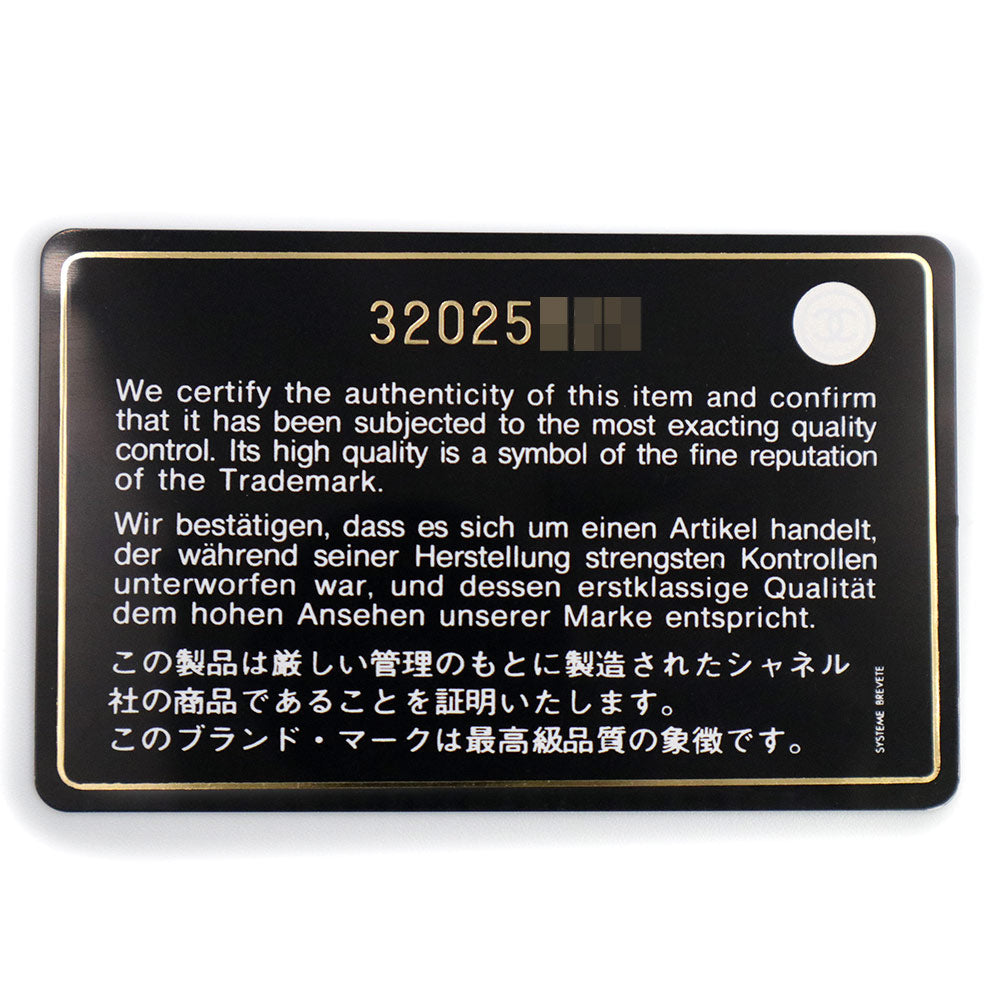 32025
We certify the authenticity of this item and confirm
that it has been subjected to the most exacting quality
control. Its high quality is a symbol of the fine reputation
of the Trademark.
Wir bestätigen, dass es sich um einen Artikel handelt,
der während seiner Herstellung strengsten Kontrollen
unterworfen war, und dessen erstklassige Qualität
dem hohen Ansehen unserer Marke entspricht.
この製品は厳しい管理のもとに製造されたシャネル
社の商品であることを証明いたします。
このブランド・マークは最高級品質の象徴です。
SYSTEME BREVETE